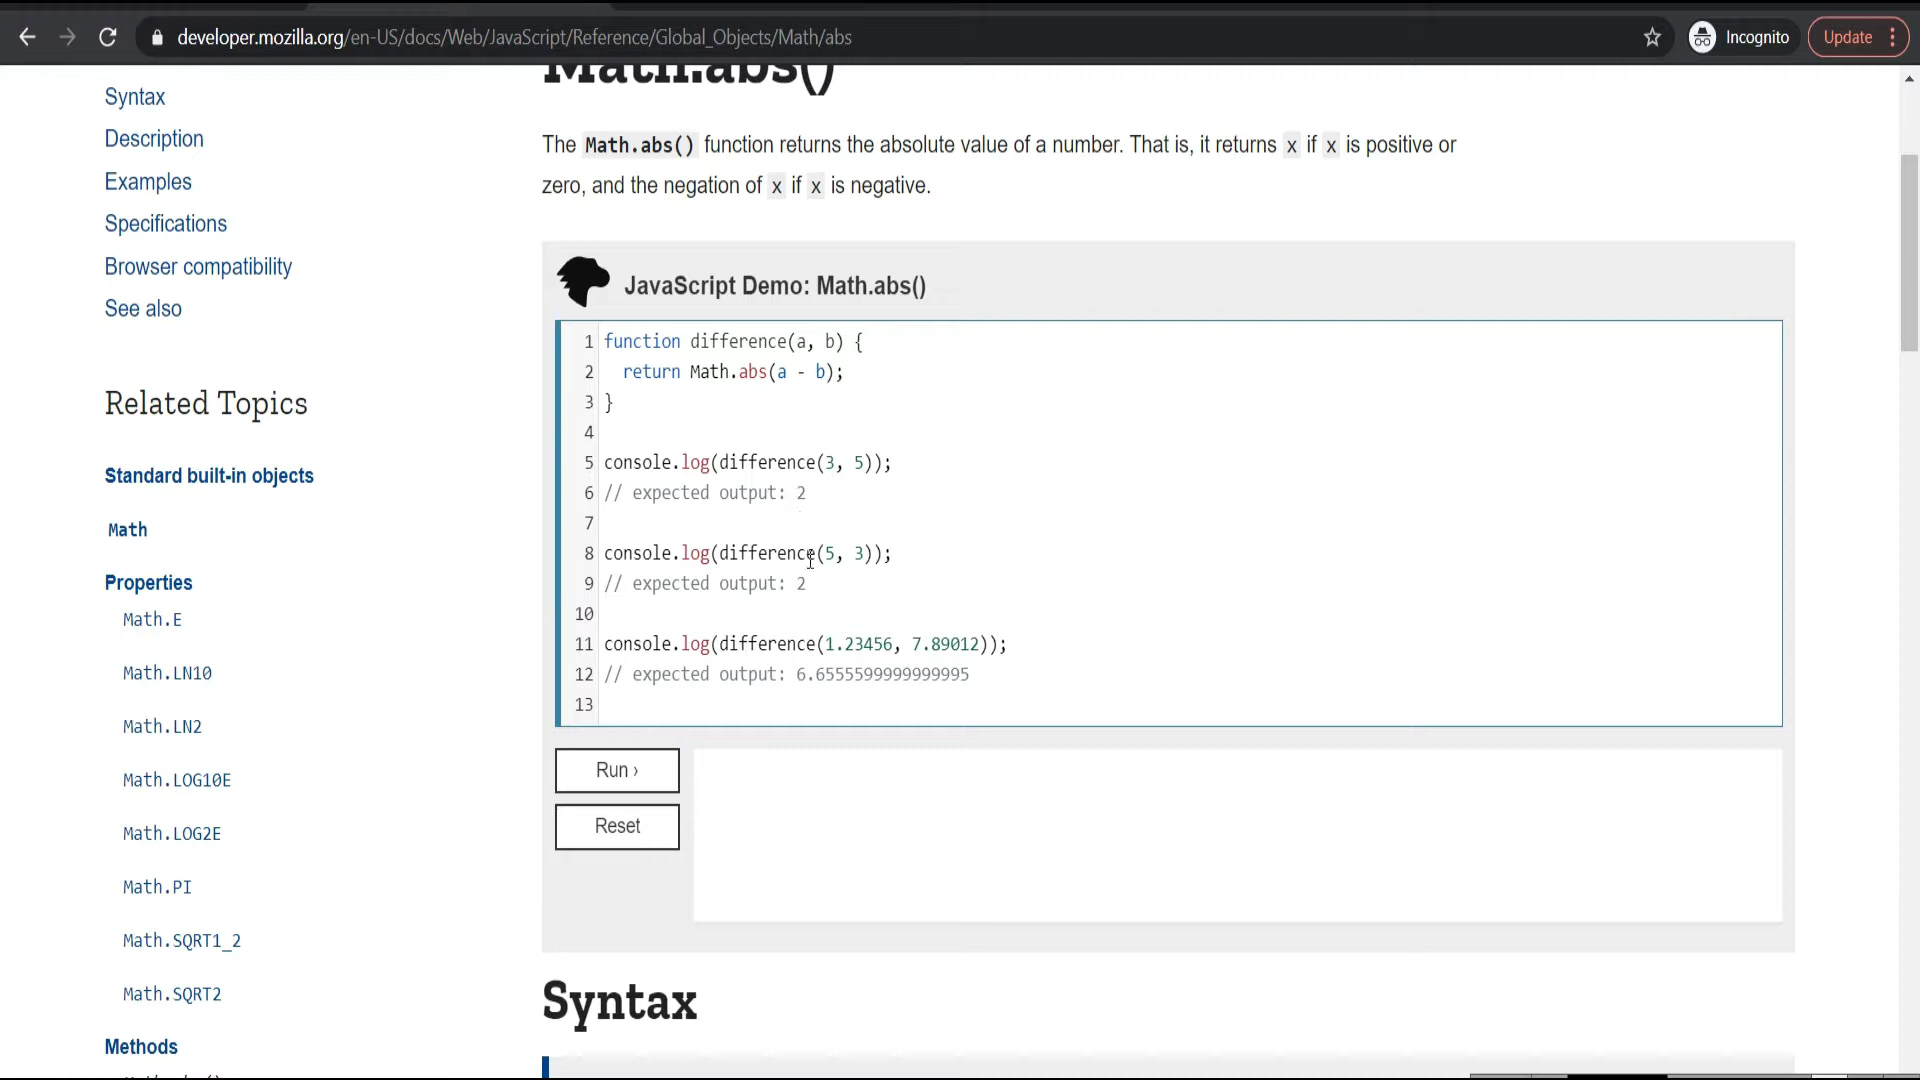 developer.mozilla.org/en-US/docs/Web/JavaScript/Reference/Global_Objects/Math/abs
Incognito
Update
Syntax
Description
Examples
Specifications
Browser compatibility
See also
Related Topics
Standard built-in objects
Math
Properties
Math.E
Math.LN10
Math.LN2
Math.LOG10E
Math.LOG2E
Math.PI
Math.SQRT1_2
Math.SQRT2
Methods
Math.abs()
The Math.abs() function returns the absolute value of a number. That is, it returns x if x is positive or
zero, and the negation of x if x is negative.
JavaScript Demo: Math.abs()
1 function difference(a, b) {
2 return Math.abs(a - b);
3 }
4
5 console.log(difference(3, 5));
6 // expected output: 2
7
8 console.log(difference(5, 3));
9 // expected output: 2
10
11 console.log(difference(1.23456, 7.89012));
12 // expected output: 6.6555599999999995
13
Run ›
Reset
Syntax